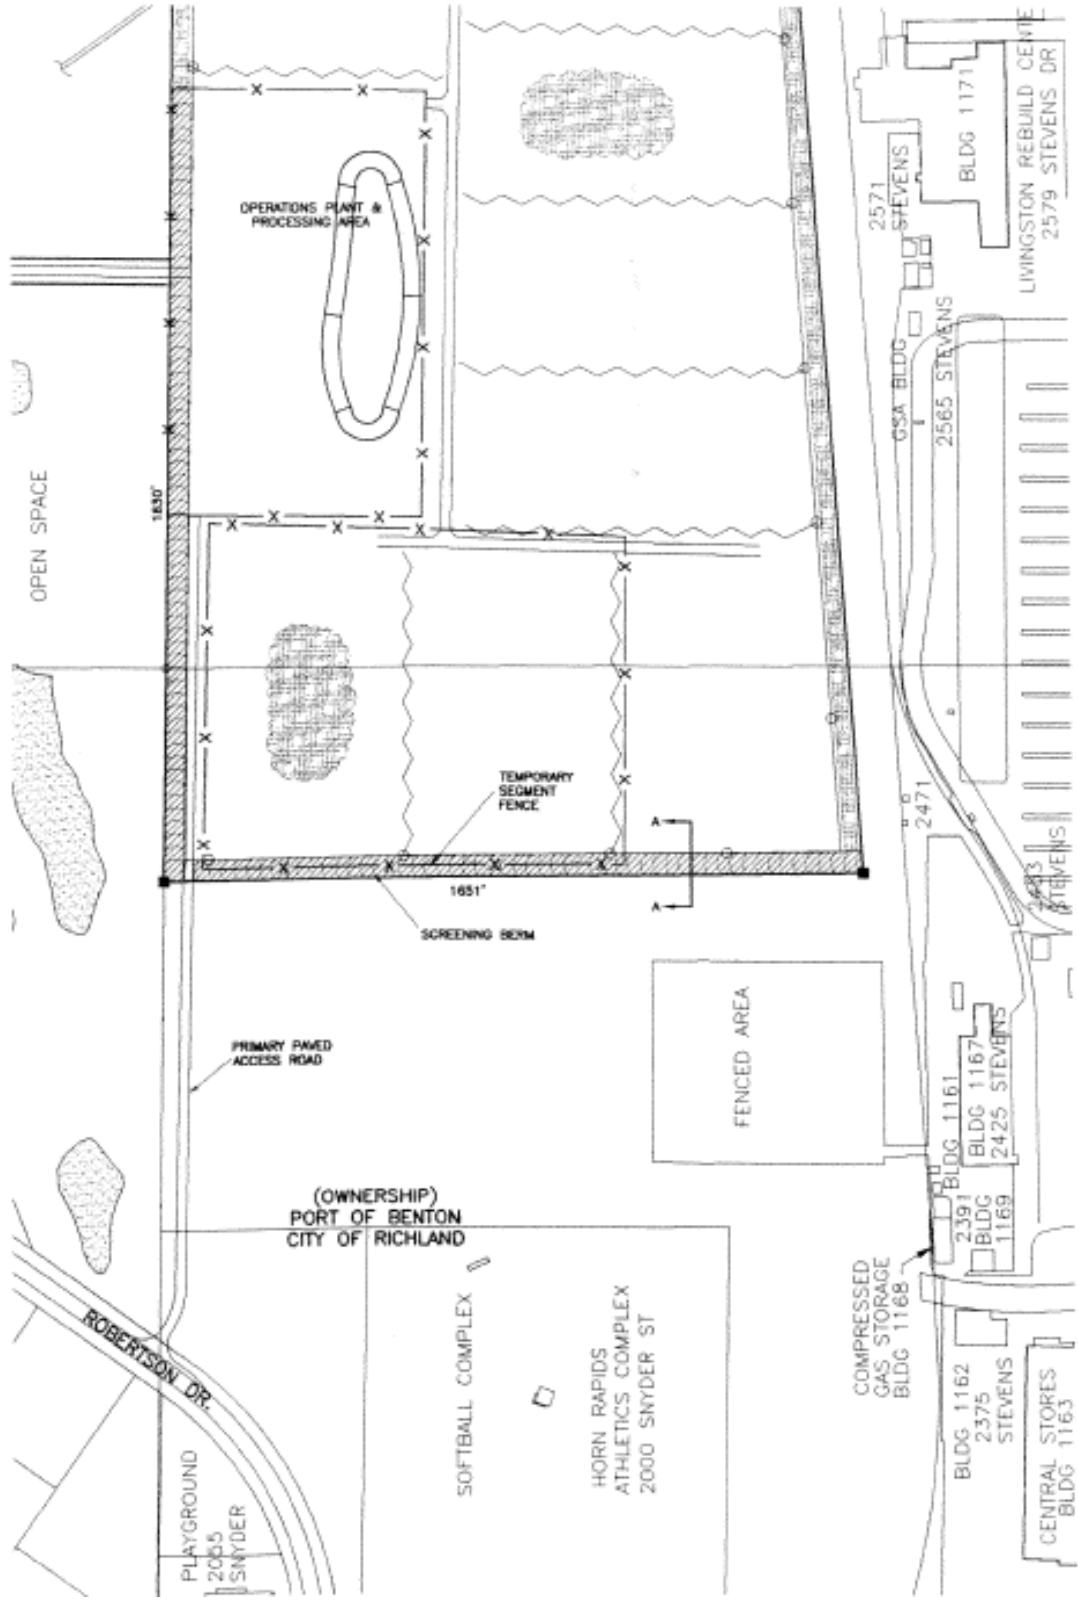 OPERATIONS PLANT &
PROCESSING AREA
BLDG 1171
LIVINGSTON REBUILD CENTE
2579 STEVENS DR
2571
STEVENS
GSA BLDG
2565 STEVENS
OPEN SPACE
1830'
TEMPORARY
SEGMENT
FENCE
A
A
1651'
SCREENING BERM
2471
STEVENS
PRIMARY PAVED
ACCESS ROAD
FENCED AREA
BLDG 1161
BLDG 1167
2425 STEVENS
2391
BLDG
1169
(OWNERSHIP)
PORT OF BENTON
CITY OF RICHLAND
COMPRESSED
GAS STORAGE
BLDG 1168
ROBERTSON DR.
SOFTBALL COMPLEX
HORN RAPIDS
ATHLETICS COMPLEX
2000 SNYDER ST
BLDG 1162
2375
STEVENS
CENTRAL STORES
BLDG 1163
PLAYGROUND
2055
SNYDER